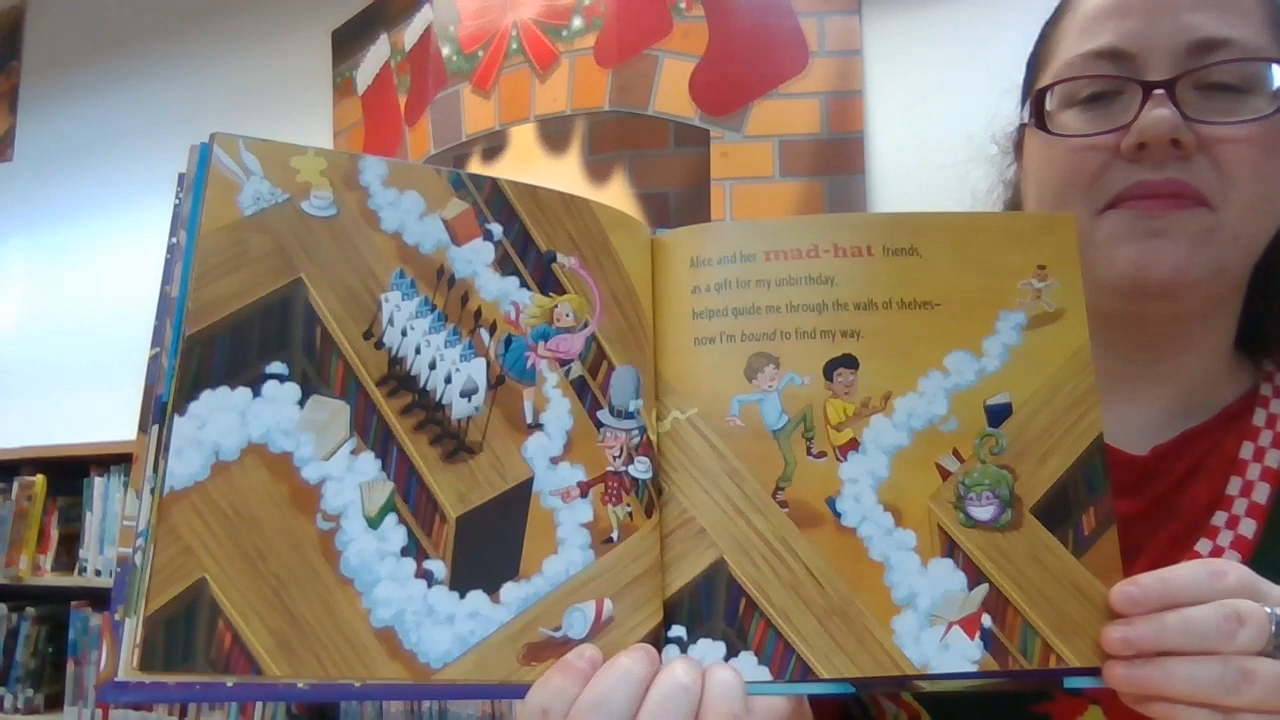 Alice and her mad-hat friends,
as a gift for my unbirthday,
helped guide me through the walls of shelves—
now I'm bound to find my way.